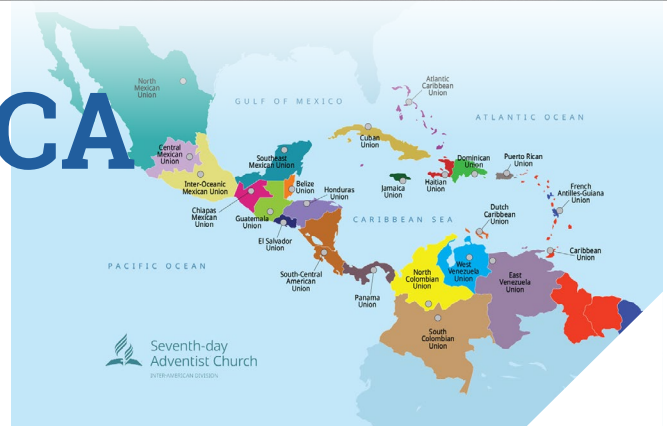 CA
North
Mexican
Union
GULF OF MEXICO
Atlantic
Caribbean
Union
ATLANTIC OCEAN
Central
Mexican
Union
Inter-Oceanic
Mexican Union
Southeast
Mexican Union
Chiapas
Mexican
Union
Guatemala
Union
Belize
Union
Honduras
Union
El Salvador
Union
South-Central
American
Union
Panama
Union
Cuban
Union
Jamaica
Union
Haitian
Union
Dominican
Union
Puerto Rican
Union
French
Antilles-Guiana
Union
CARIBBEAN SEA
Dutch
Caribbean
Union
Caribbean
Union
PACIFIC OCEAN
North
Colombian
Union
West
Venezuela
Union
East
Venezuela
Union
South
Colombian
Union
Seventh-day
Adventist Church
INTER-AMERICAN DIVISION